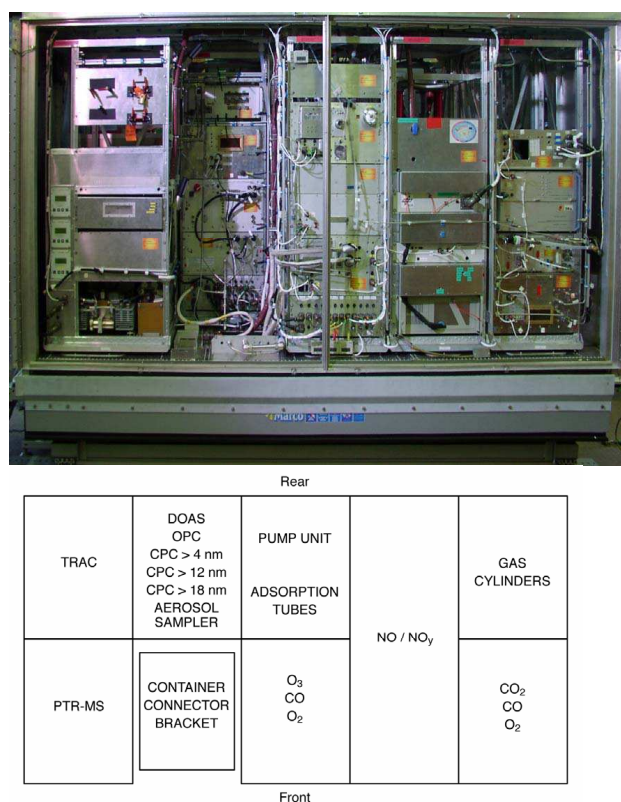 Rear
TRAC
DOAS
OPC
CPC > 4 nm
CPC > 12 nm
CPC > 18 nm
AEROSOL
SAMPLER
PUMP UNIT
ADSORPTION
TUBES
NO / NOy
GAS
CYLINDERS
PTR-MS
CONTAINER
CONNECTOR
BRACKET
O3
CO
O2
CO2
CO
O2
Front